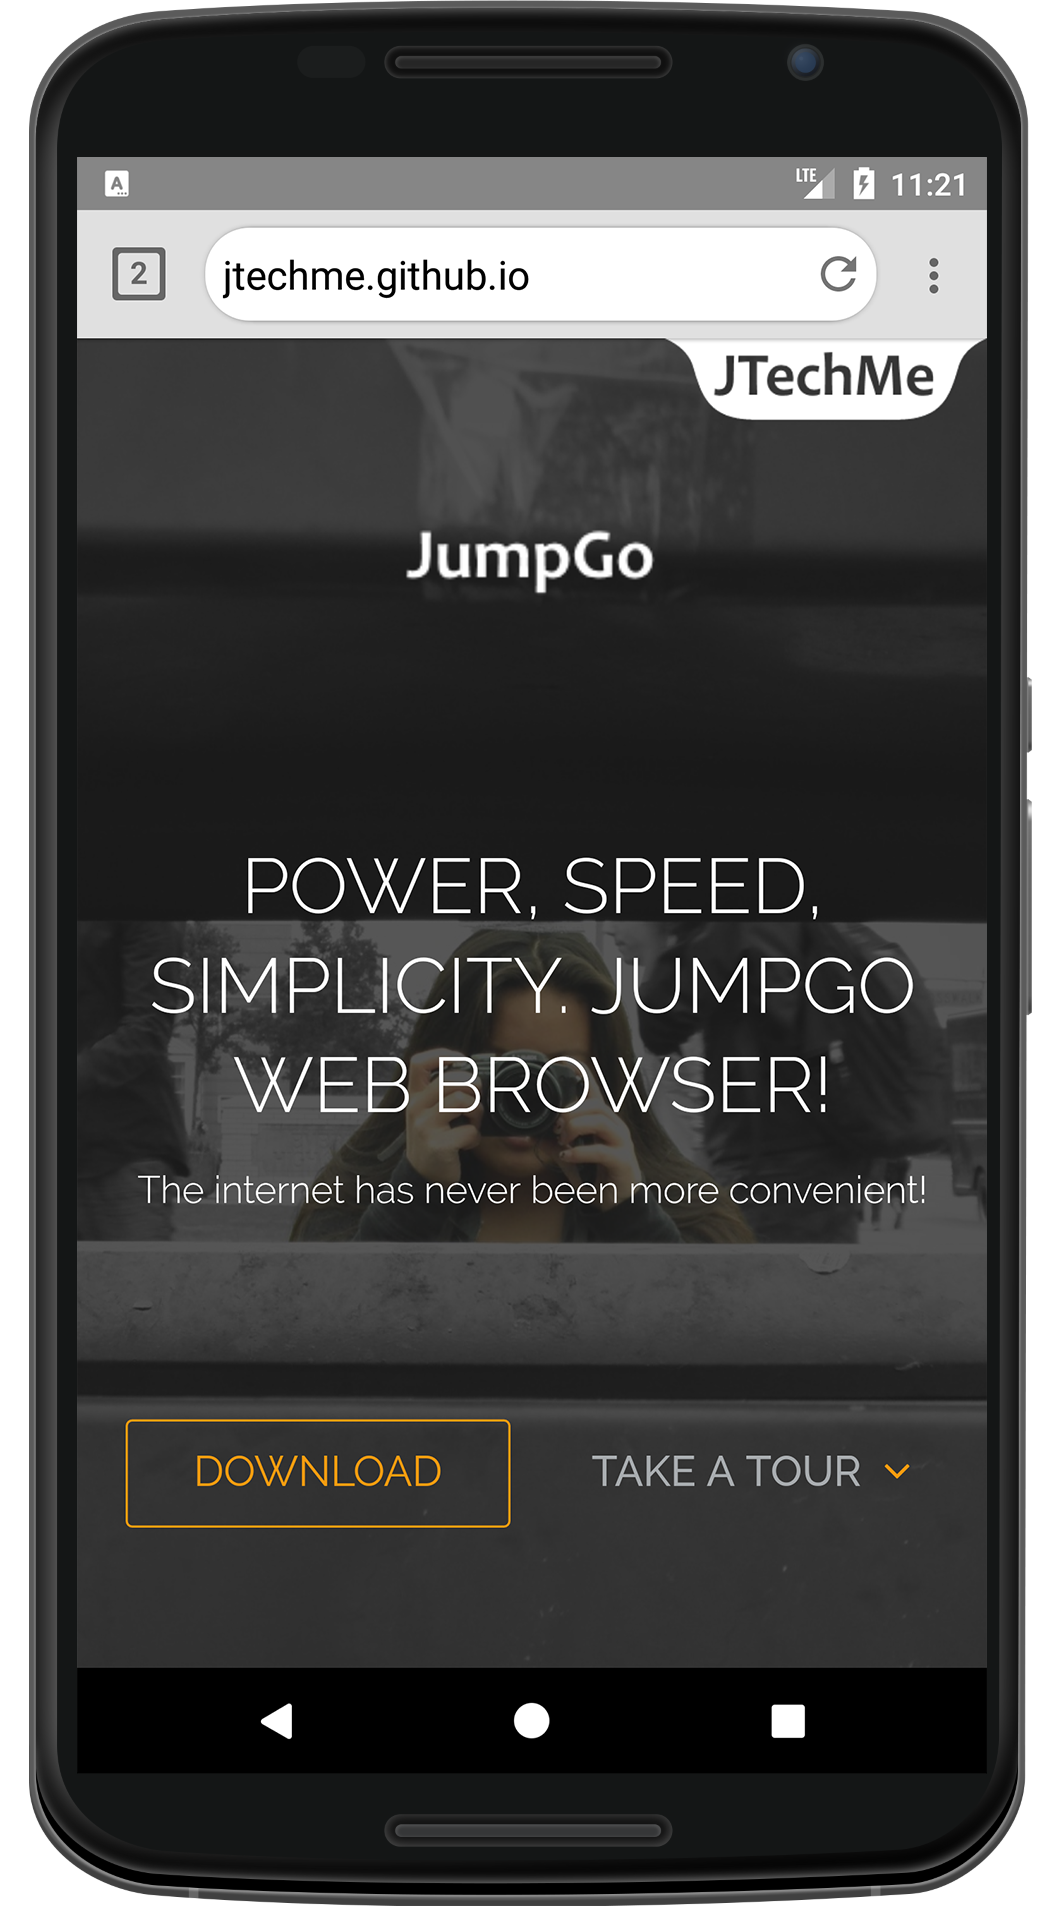 A
LTE
11:21
2
jtechme.github.io
JTechMe
JumpGo
POWER, SPEED,
SIMPLICITY. JUMPGO
WEB BROWSER!
The internet has never been more convenient!
DOWNLOAD
TAKE A TOUR